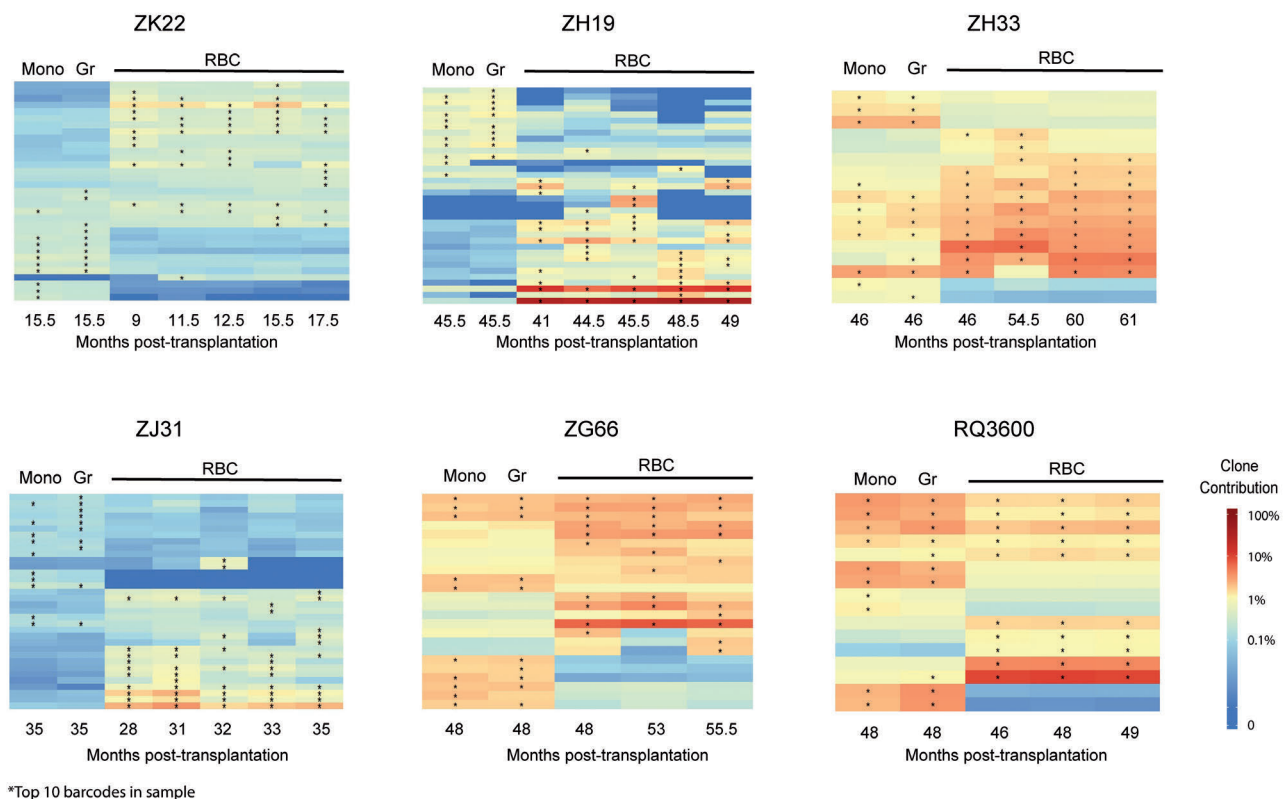 ZK22
Mono Gr RBC
15.5 15.5 9 11.5 12.5 15.5 17.5
Months post-transplantation
ZH19
Mono Gr RBC
45.5 45.5 41 44.5 45.5 48.5 49
Months post-transplantation
ZH33
Mono Gr RBC
46 46 46 54.5 60 61
Months post-transplantation
ZJ31
Mono Gr RBC
35 35 28 31 32 33 35
Months post-transplantation
ZG66
Mono Gr RBC
48 48 48 53 55.5
Months post-transplantation
RQ3600
Mono Gr RBC
48 48 46 48 49
Months post-transplantation
Clone
Contribution
100%
10%
1%
0.1%
0
*Top 10 barcodes in sample